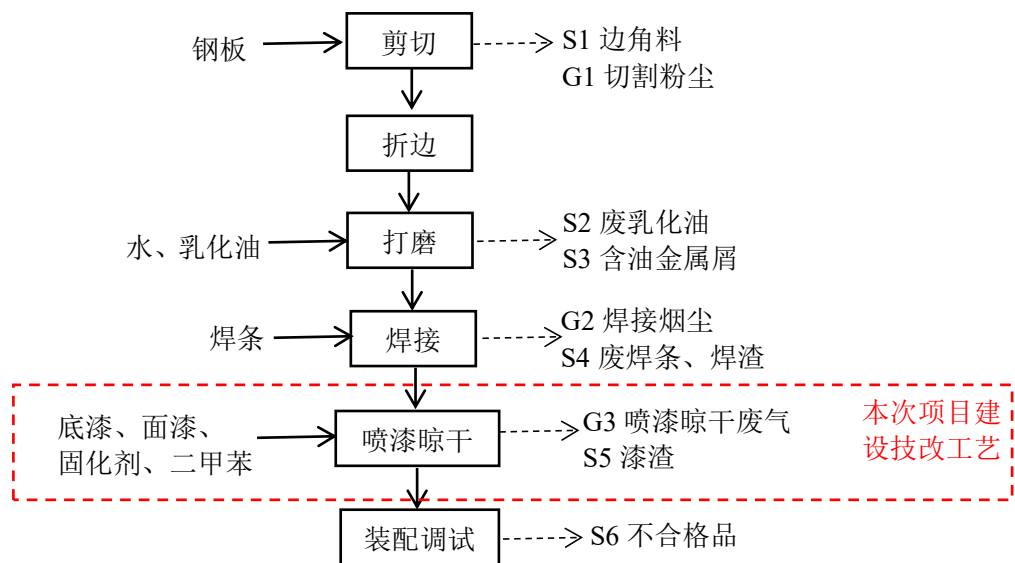 钢板
剪切
S1 边角料
G1 切割粉尘
折边
水、乳化油
打磨
S2 废乳化油
S3 含油金属屑
焊条
焊接
G2 焊接烟尘
S4 废焊条、焊渣
底漆、面漆、
固化剂、二甲苯
喷漆晾干
G3 喷漆晾干废气
S5 漆渣
本次项目建
设技改工艺
装配调试
S6 不合格品